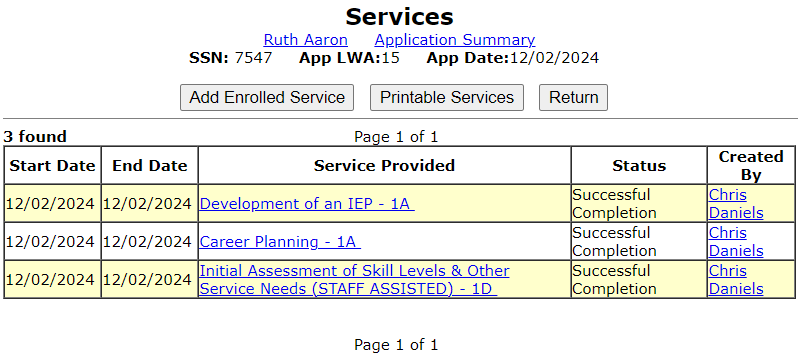 Services
Ruth Aaron Application Summary
SSN: 7547 App LWA:15 App Date:12/02/2024
Add Enrolled Service Printable Services Return
3 found Page 1 of 1
Start Date End Date Service Provided Status Created By
12/02/2024 12/02/2024 Development of an IEP - 1A Successful Completion Chris Daniels
12/02/2024 12/02/2024 Career Planning - 1A Successful Completion Chris Daniels
12/02/2024 12/02/2024 Initial Assessment of Skill Levels & Other Service Needs (STAFF ASSISTED) - 1D Successful Completion Chris Daniels
Page 1 of 1